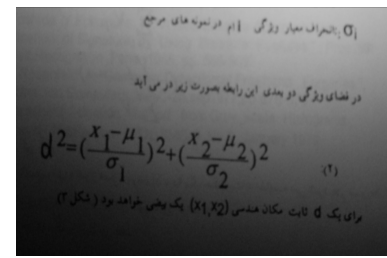 σi : انحراف معیار ویژگی i ام در نمونه های مرجع
در فضای ویژگی دو بعدی این رابطه بصورت زیر در می آید
d²=((x₁-μ₁)/σ₁)²+((x₂-μ₂)/σ₂)² (۲)
برای یک d ثابت مکان هندسی (x₁,x₂) یک بیضی خواهد بود ( شکل ۳)